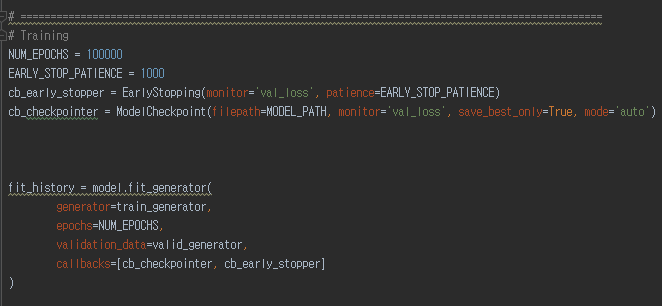 # ==============================================================================
# Training
NUM_EPOCHS = 100000
EARLY_STOP_PATIENCE = 1000
cb_early_stopper = EarlyStopping(monitor='val_loss', patience=EARLY_STOP_PATIENCE)
cb_checkpointer = ModelCheckpoint(filepath=MODEL_PATH, monitor='val_loss', save_best_only=True, mode='auto')
fit_history = model.fit_generator(
generator=train_generator,
epochs=NUM_EPOCHS,
validation_data=valid_generator,
callbacks=[cb_checkpointer, cb_early_stopper]
)